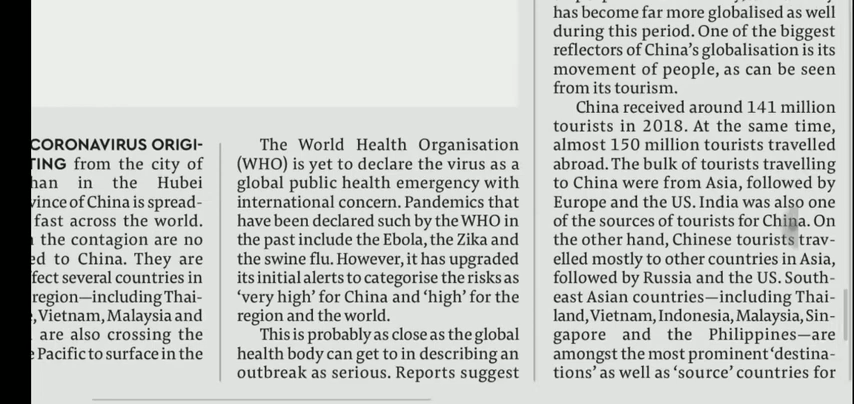 CORONAVIRUS ORIGI-
TING from the city of
han in the Hubei
vince of China is spread-
fast across the world.
the contagion are no
ed to China. They are
fect several countries in
region—including Thai-
, Vietnam, Malaysia and
are also crossing the
Pacific to surface in the
The World Health Organisation
(WHO) is yet to declare the virus as a
global public health emergency with
international concern. Pandemics that
have been declared such by the WHO in
the past include the Ebola, the Zika and
the swine flu. However, it has upgraded
its initial alerts to categorise the risks as
‘very high’ for China and ‘high’ for the
region and the world.
This is probably as close as the global
health body can get to in describing an
outbreak as serious. Reports suggest
has become far more globalised as well
during this period. One of the biggest
reflectors of China’s globalisation is its
movement of people, as can be seen
from its tourism.
China received around 141 million
tourists in 2018. At the same time,
almost 150 million tourists travelled
abroad. The bulk of tourists travelling
to China were from Asia, followed by
Europe and the US. India was also one
of the sources of tourists for China. On
the other hand, Chinese tourists trav-
elled mostly to other countries in Asia,
followed by Russia and the US. South-
east Asian countries—including Thai-
land, Vietnam, Indonesia, Malaysia, Sin-
gapore and the Philippines—are
amongst the most prominent ‘destina-
tions’ as well as ‘source’ countries for